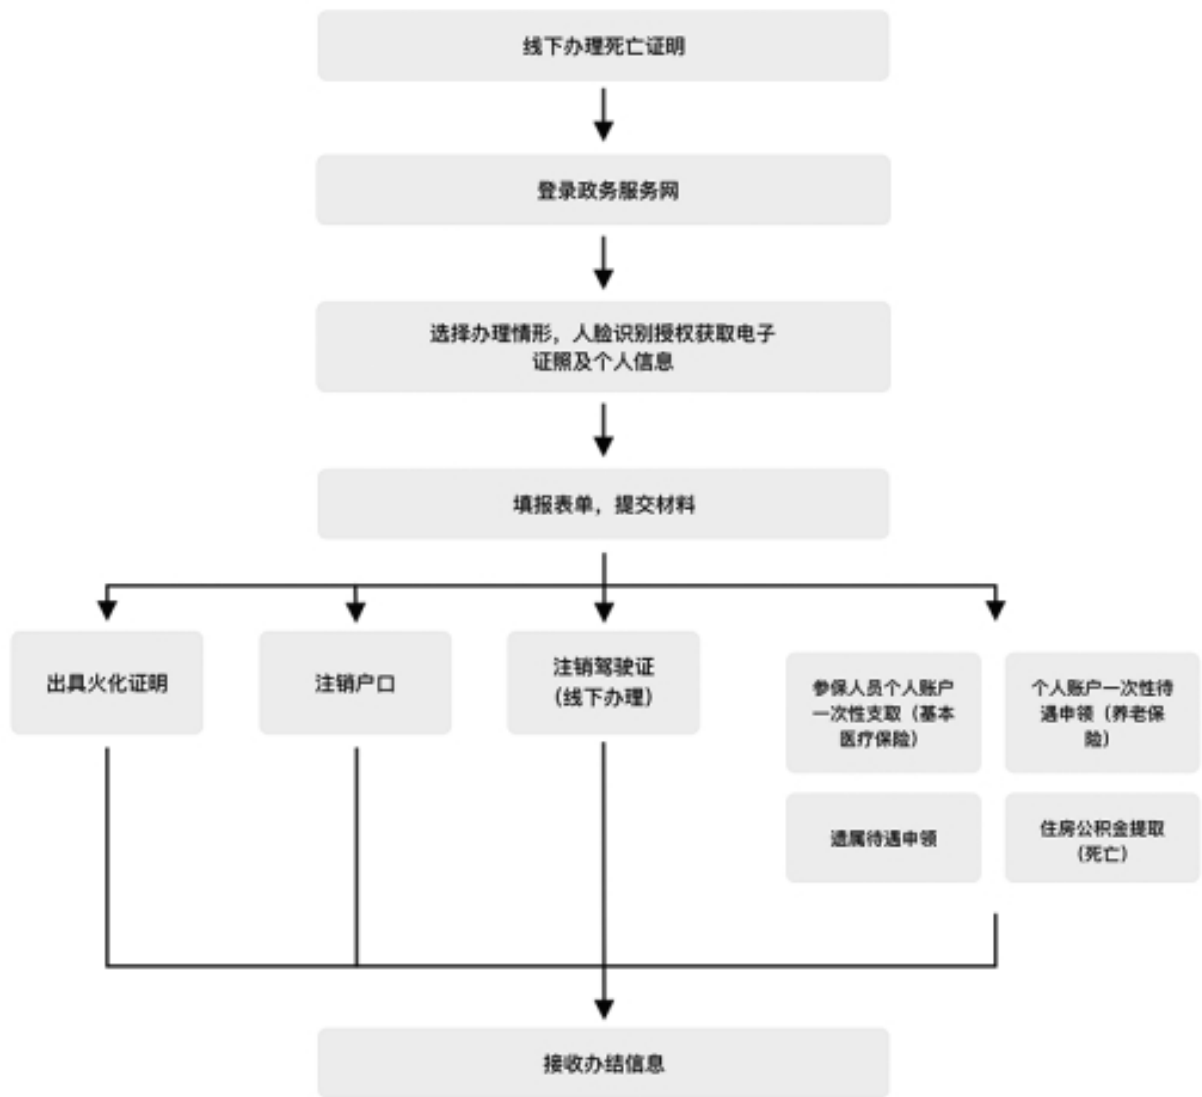 线下办理死亡证明
登录政务服务网
选择办理情形，人脸识别授权获取电子
证照及个人信息
填报表单，提交材料
出具火化证明
注销户口
注销驾驶证
（线下办理）
参保人员个人账户
一次性支取（基本
医疗保险）
个人账户一次性待
遇申领（养老保
险）
遗属待遇申领
住房公积金提取
（死亡）
接收办结信息